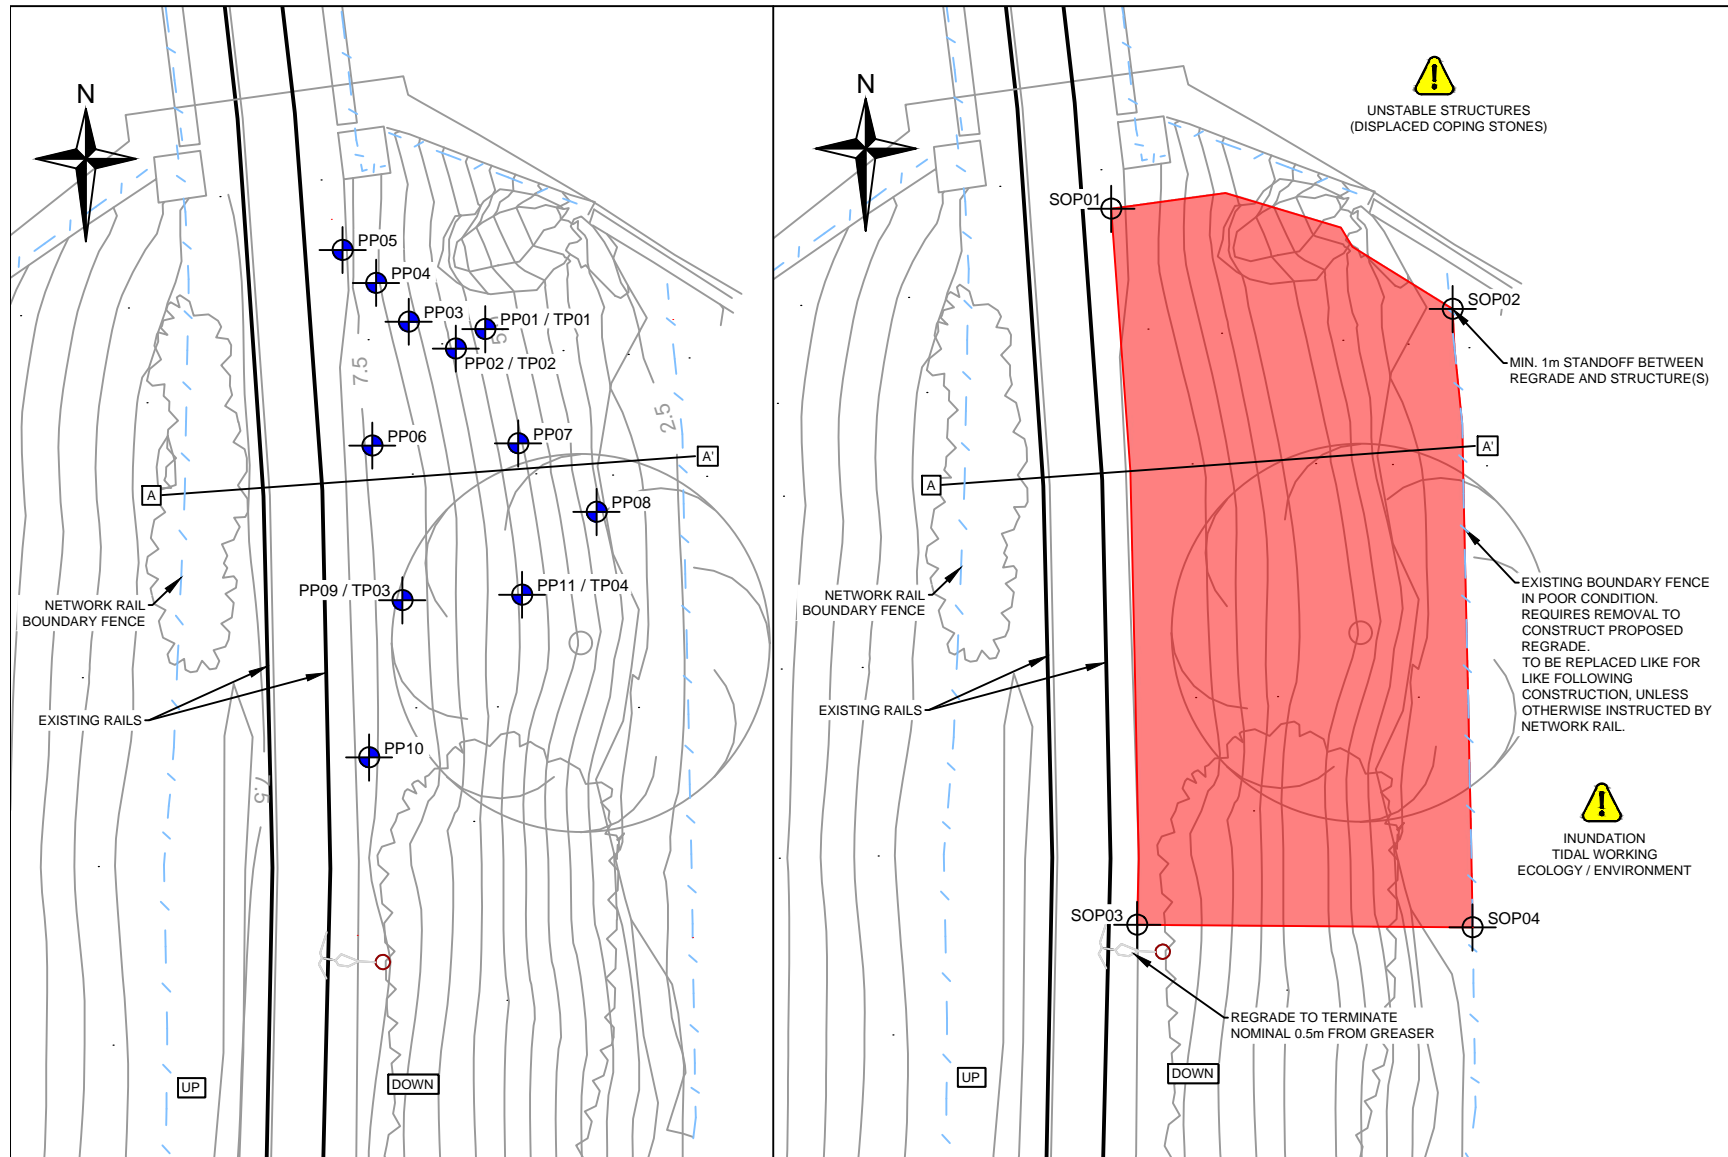 N
PP05
PP04
PP03
PP01 / TP01
5
PP02 / TP02
7.5
2.5
PP06
PP07
A'
A
PP08
PP09 / TP03
PP11 / TP04
NETWORK RAIL
BOUNDARY FENCE
EXISTING RAILS
PP10
7.5
UP
DOWN
N
UNSTABLE STRUCTURES
(DISPLACED COPING STONES)
SOP01
SOP02
MIN. 1m STANDOFF BETWEEN
REGRADE AND STRUCTURE(S)
A'
A
NETWORK RAIL
BOUNDARY FENCE
EXISTING BOUNDARY FENCE
IN POOR CONDITION.
REQUIRES REMOVAL TO
CONSTRUCT PROPOSED
REGRADE.
TO BE REPLACED LIKE FOR
LIKE FOLLOWING
CONSTRUCTION, UNLESS
OTHERWISE INSTRUCTED BY
NETWORK RAIL.
EXISTING RAILS
INUNDATION
TIDAL WORKING
ECOLOGY / ENVIRONMENT
SOP03
SOP04
REGRADE TO TERMINATE
NOMINAL 0.5m FROM GREASER
UP
DOWN